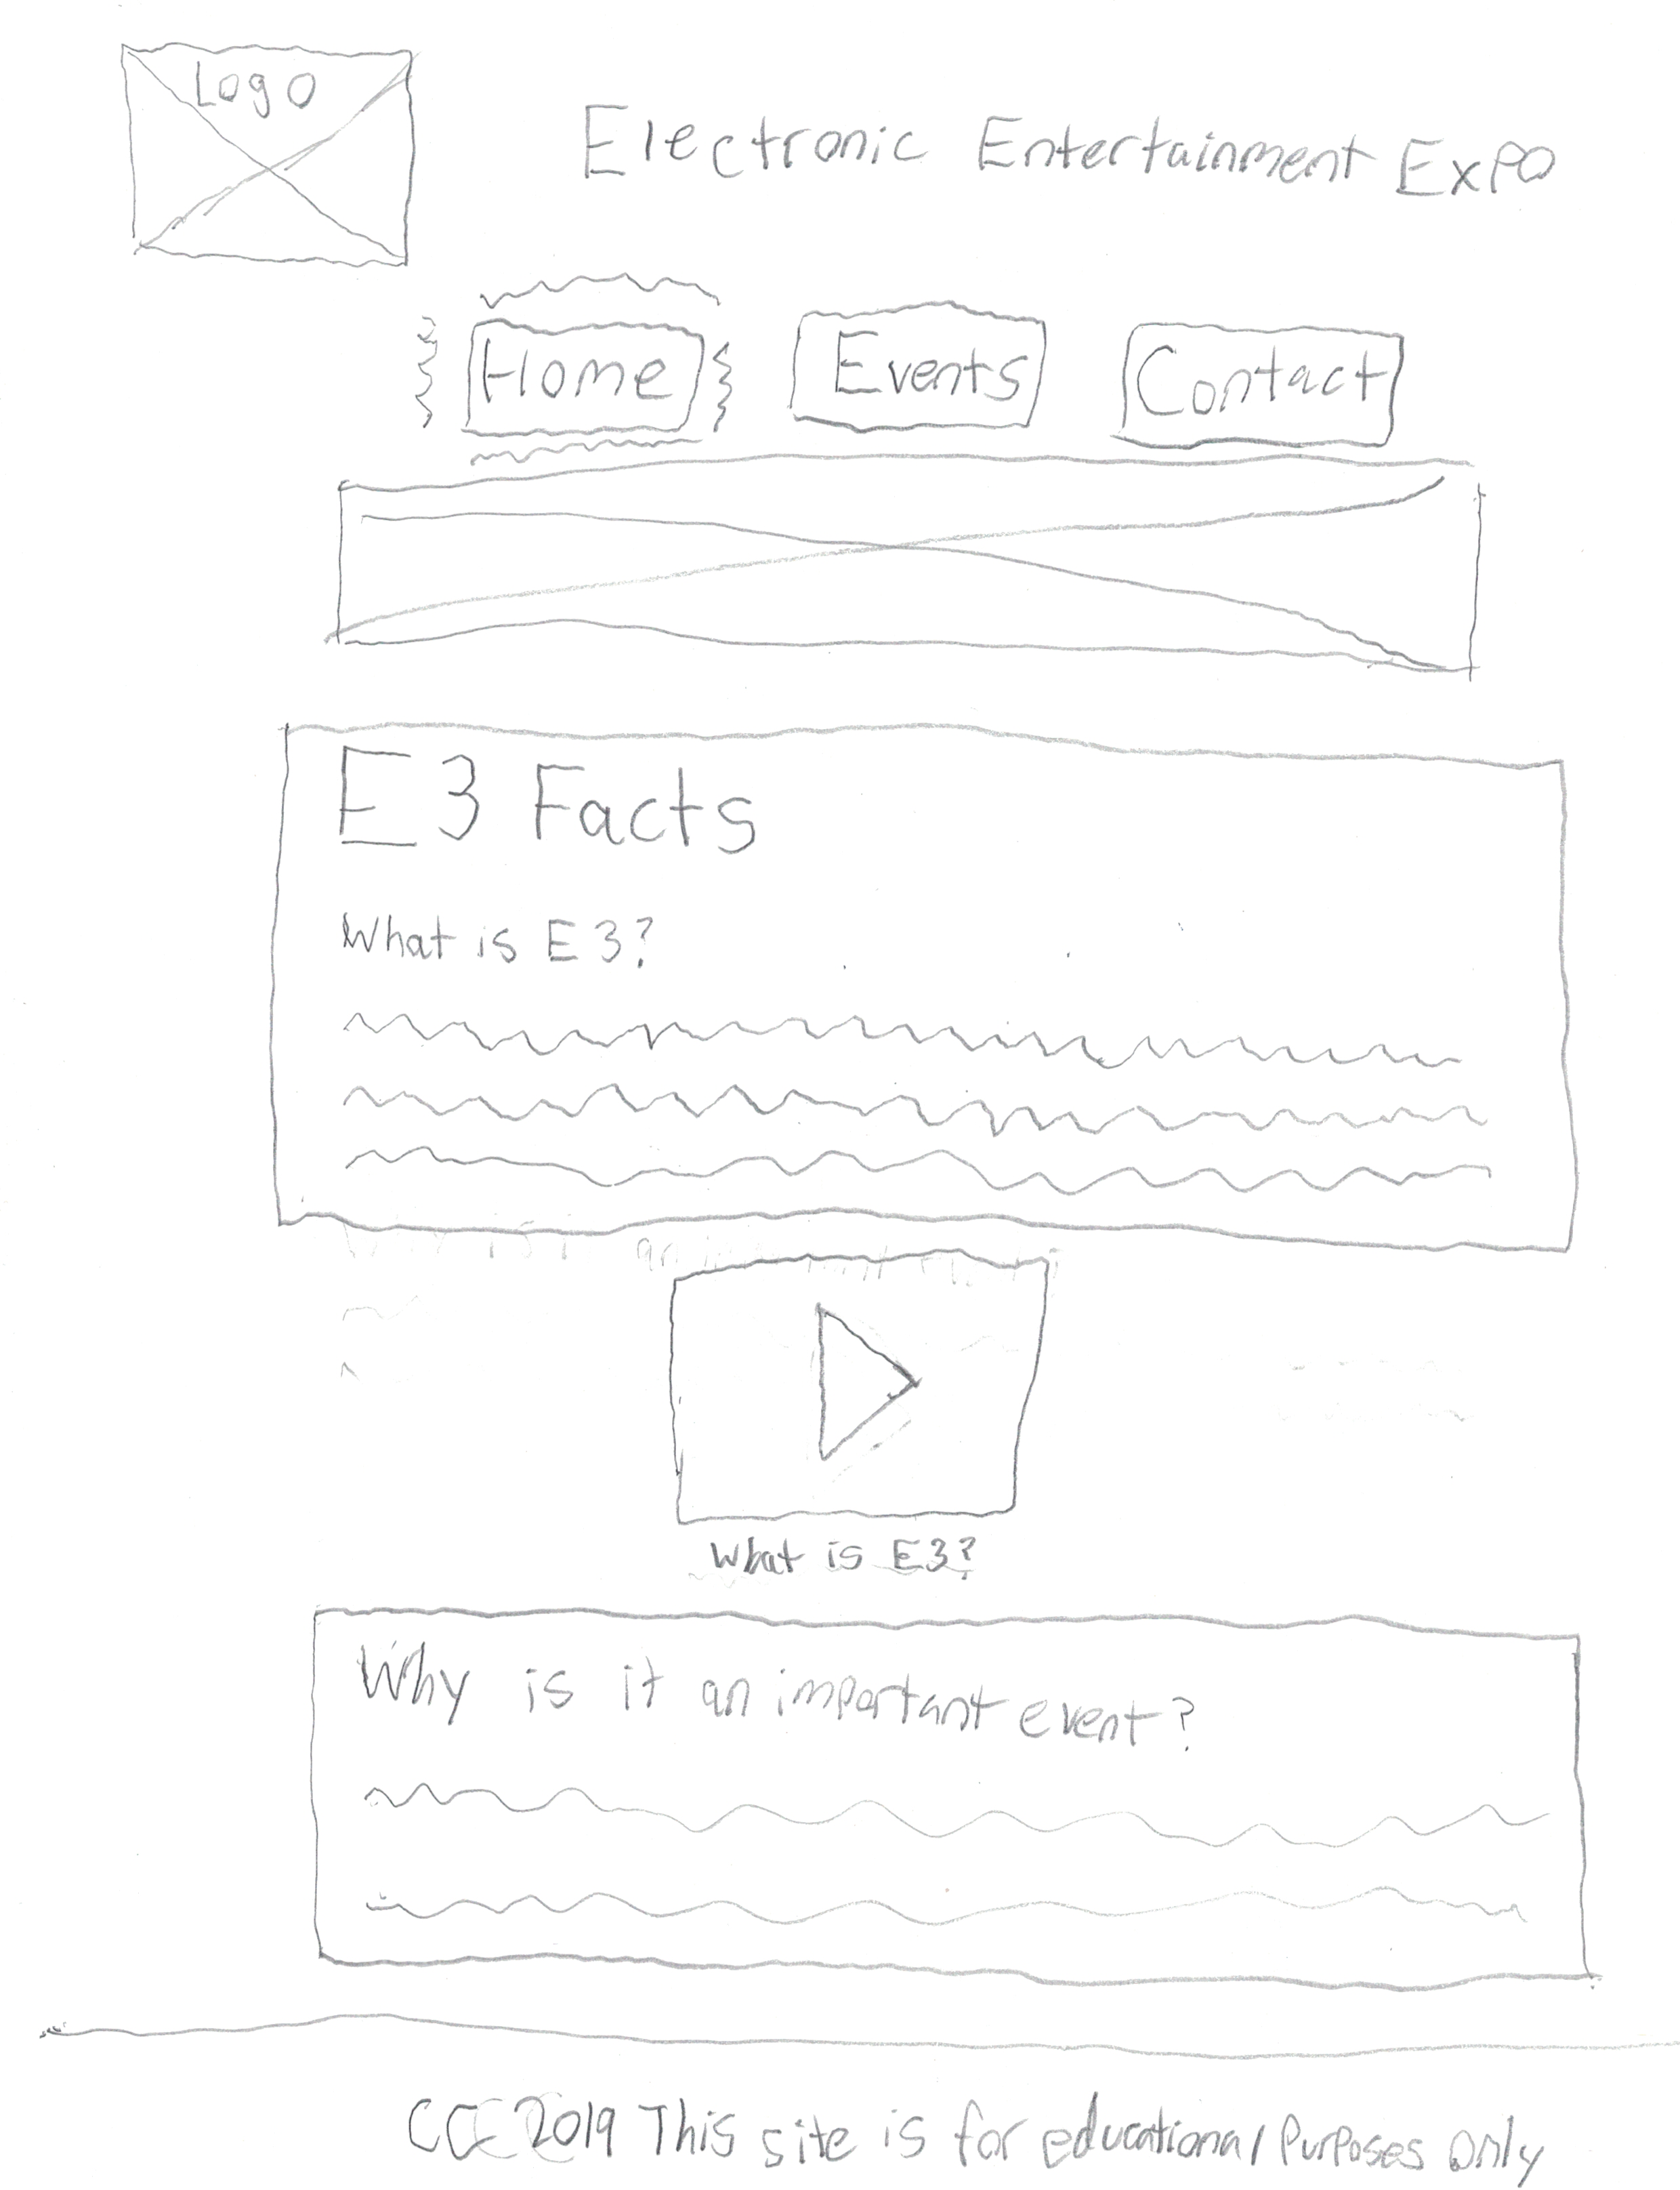 Logo
Electronic Entertainment Expo
Home Events Contact
E3 Facts
What is E3?
What is E3?
Why is it an important event?
CC 2019 This site is for educational Purposes only